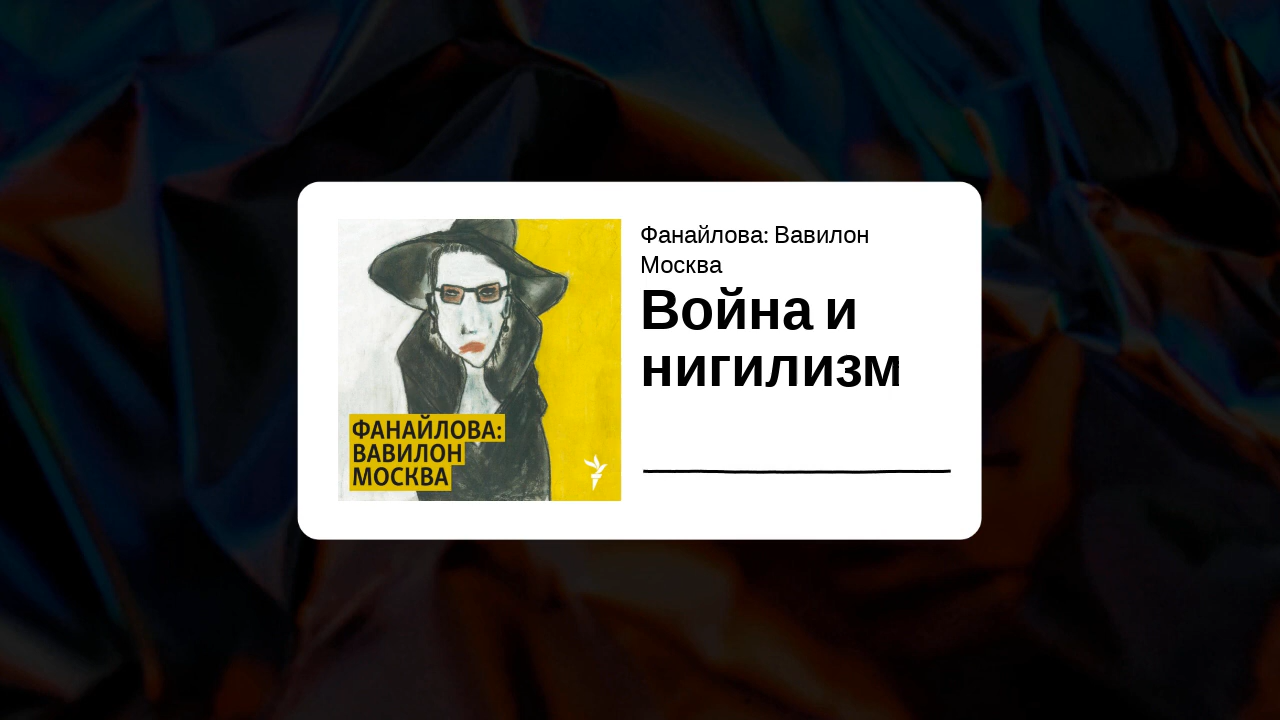 Фанайлова: Вавилон
Москва
Война и
нигилизм
ФАНАЙЛОВА:
ВАВИЛОН
МОСКВА